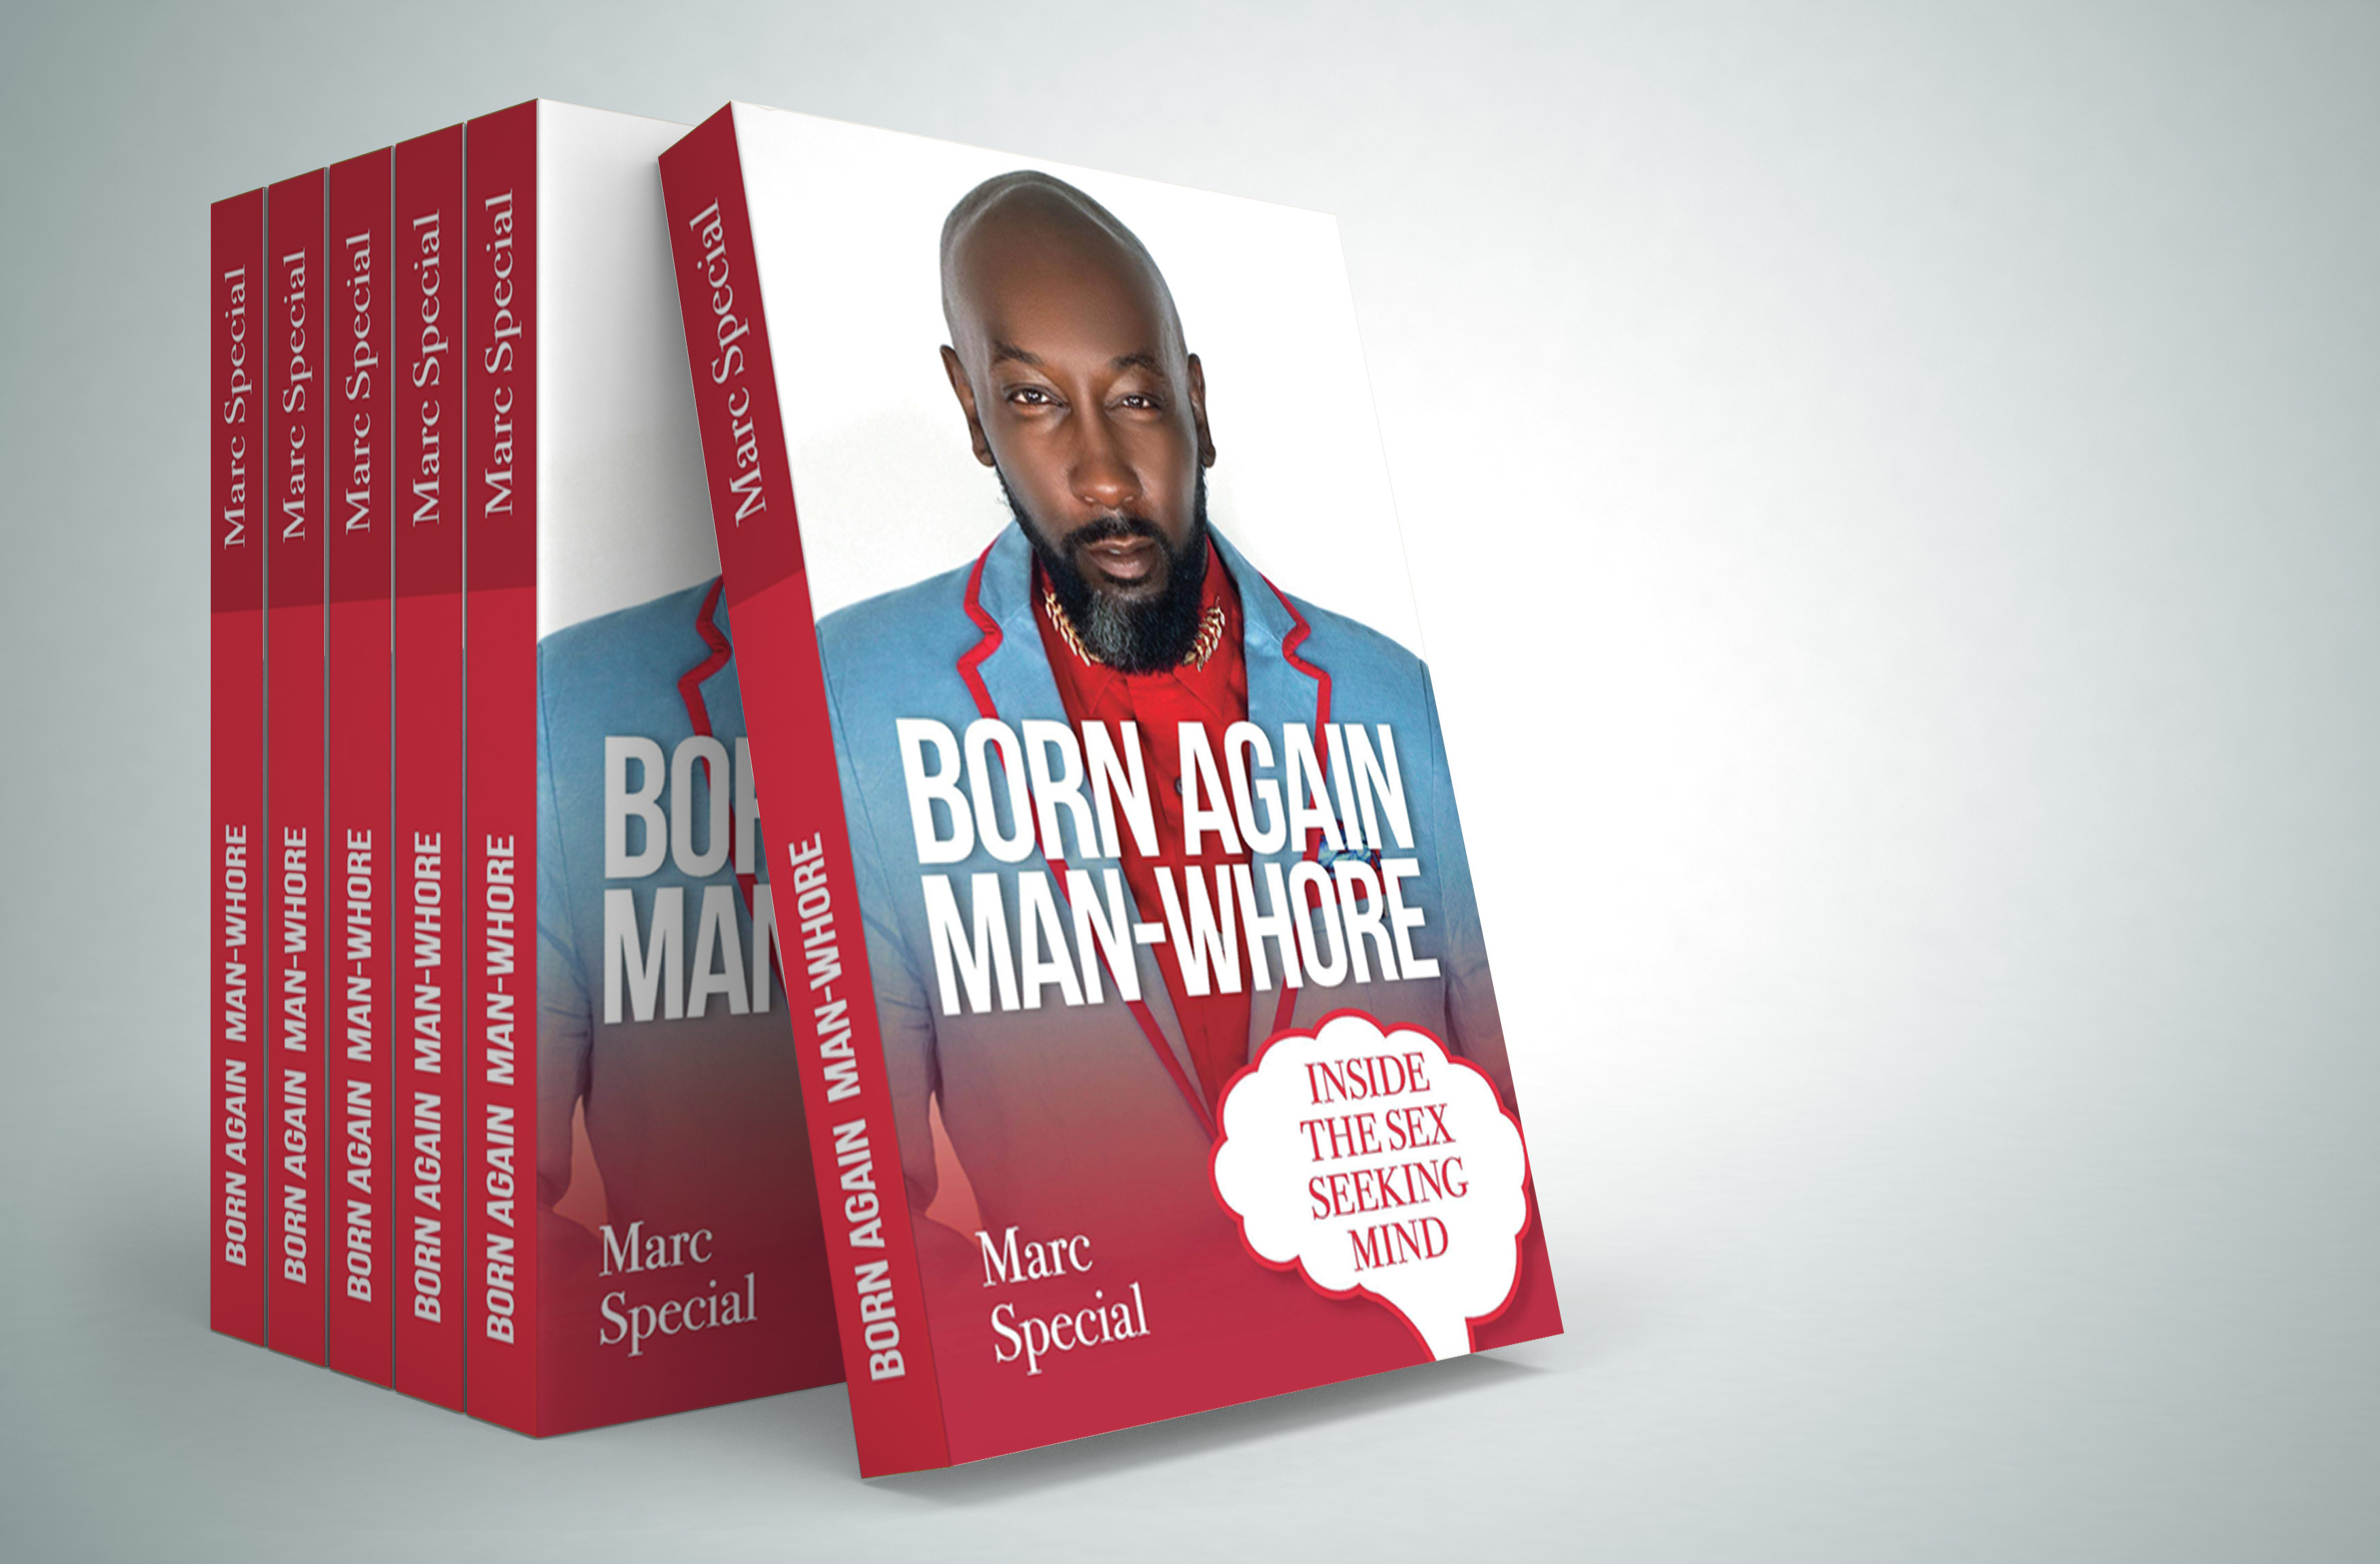 Marc Special
BORN AGAIN MAN-WHORE
Marc Special
BORN AGAIN MAN-WHORE
Marc Special
BORN AGAIN MAN-WHORE
Marc Special
BORN AGAIN MAN-WHORE
Marc Special
BORN AGAIN MAN-WHORE
BOR
MAN
Marc
Special
Marc Special
BORN AGAIN MAN-WHORE
BORN AGAIN
MAN-WHORE
INSIDE
THE SEX
SEEKING
MIND
Marc
Special